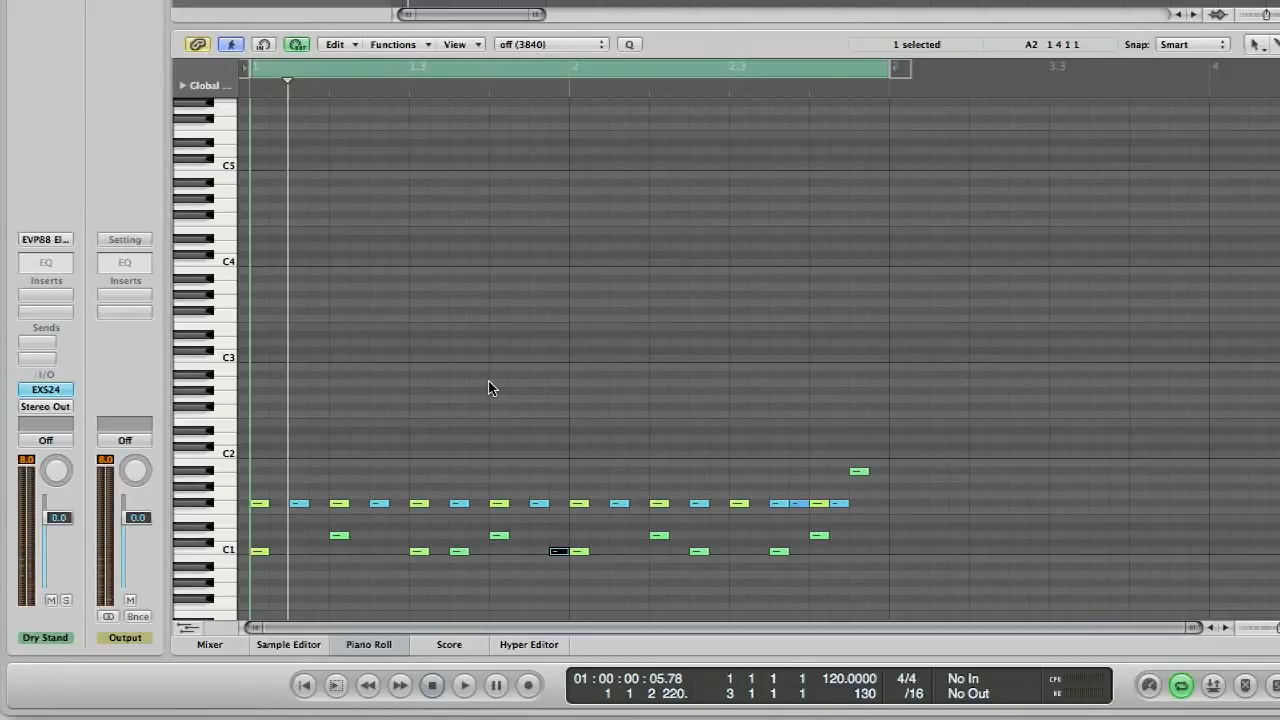 Edit Functions View off (3840) Q 1 selected A2 1 4 1 1 Snap: Smart
1 1.3 2 2.3 3.3 4
Global ...
C5
EVP88 El... Setting
EQ EQ
C4
Inserts Inserts
Sends
C3
I/O
EXS24
Stereo Out
Off Off
C2
8.0 8.0
0.0 0.0
C1
M S M
Bnce
Dry Stand Output
Mixer Sample Editor Piano Roll Score Hyper Editor
01 : 00 : 00 : 05.78 1 1 1 1 120.0000 4/4 No In CPU
1 1 2 220. 3 1 1 1 130 /16 No Out HD